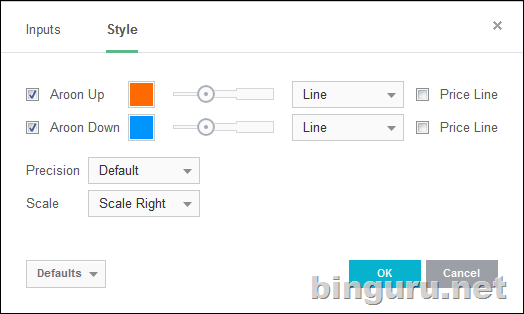 Inputs Style ×
Aroon Up Line Price Line
Aroon Down Line Price Line
Precision Default
Scale Scale Right
Defaults OK Cancel
binguru.net